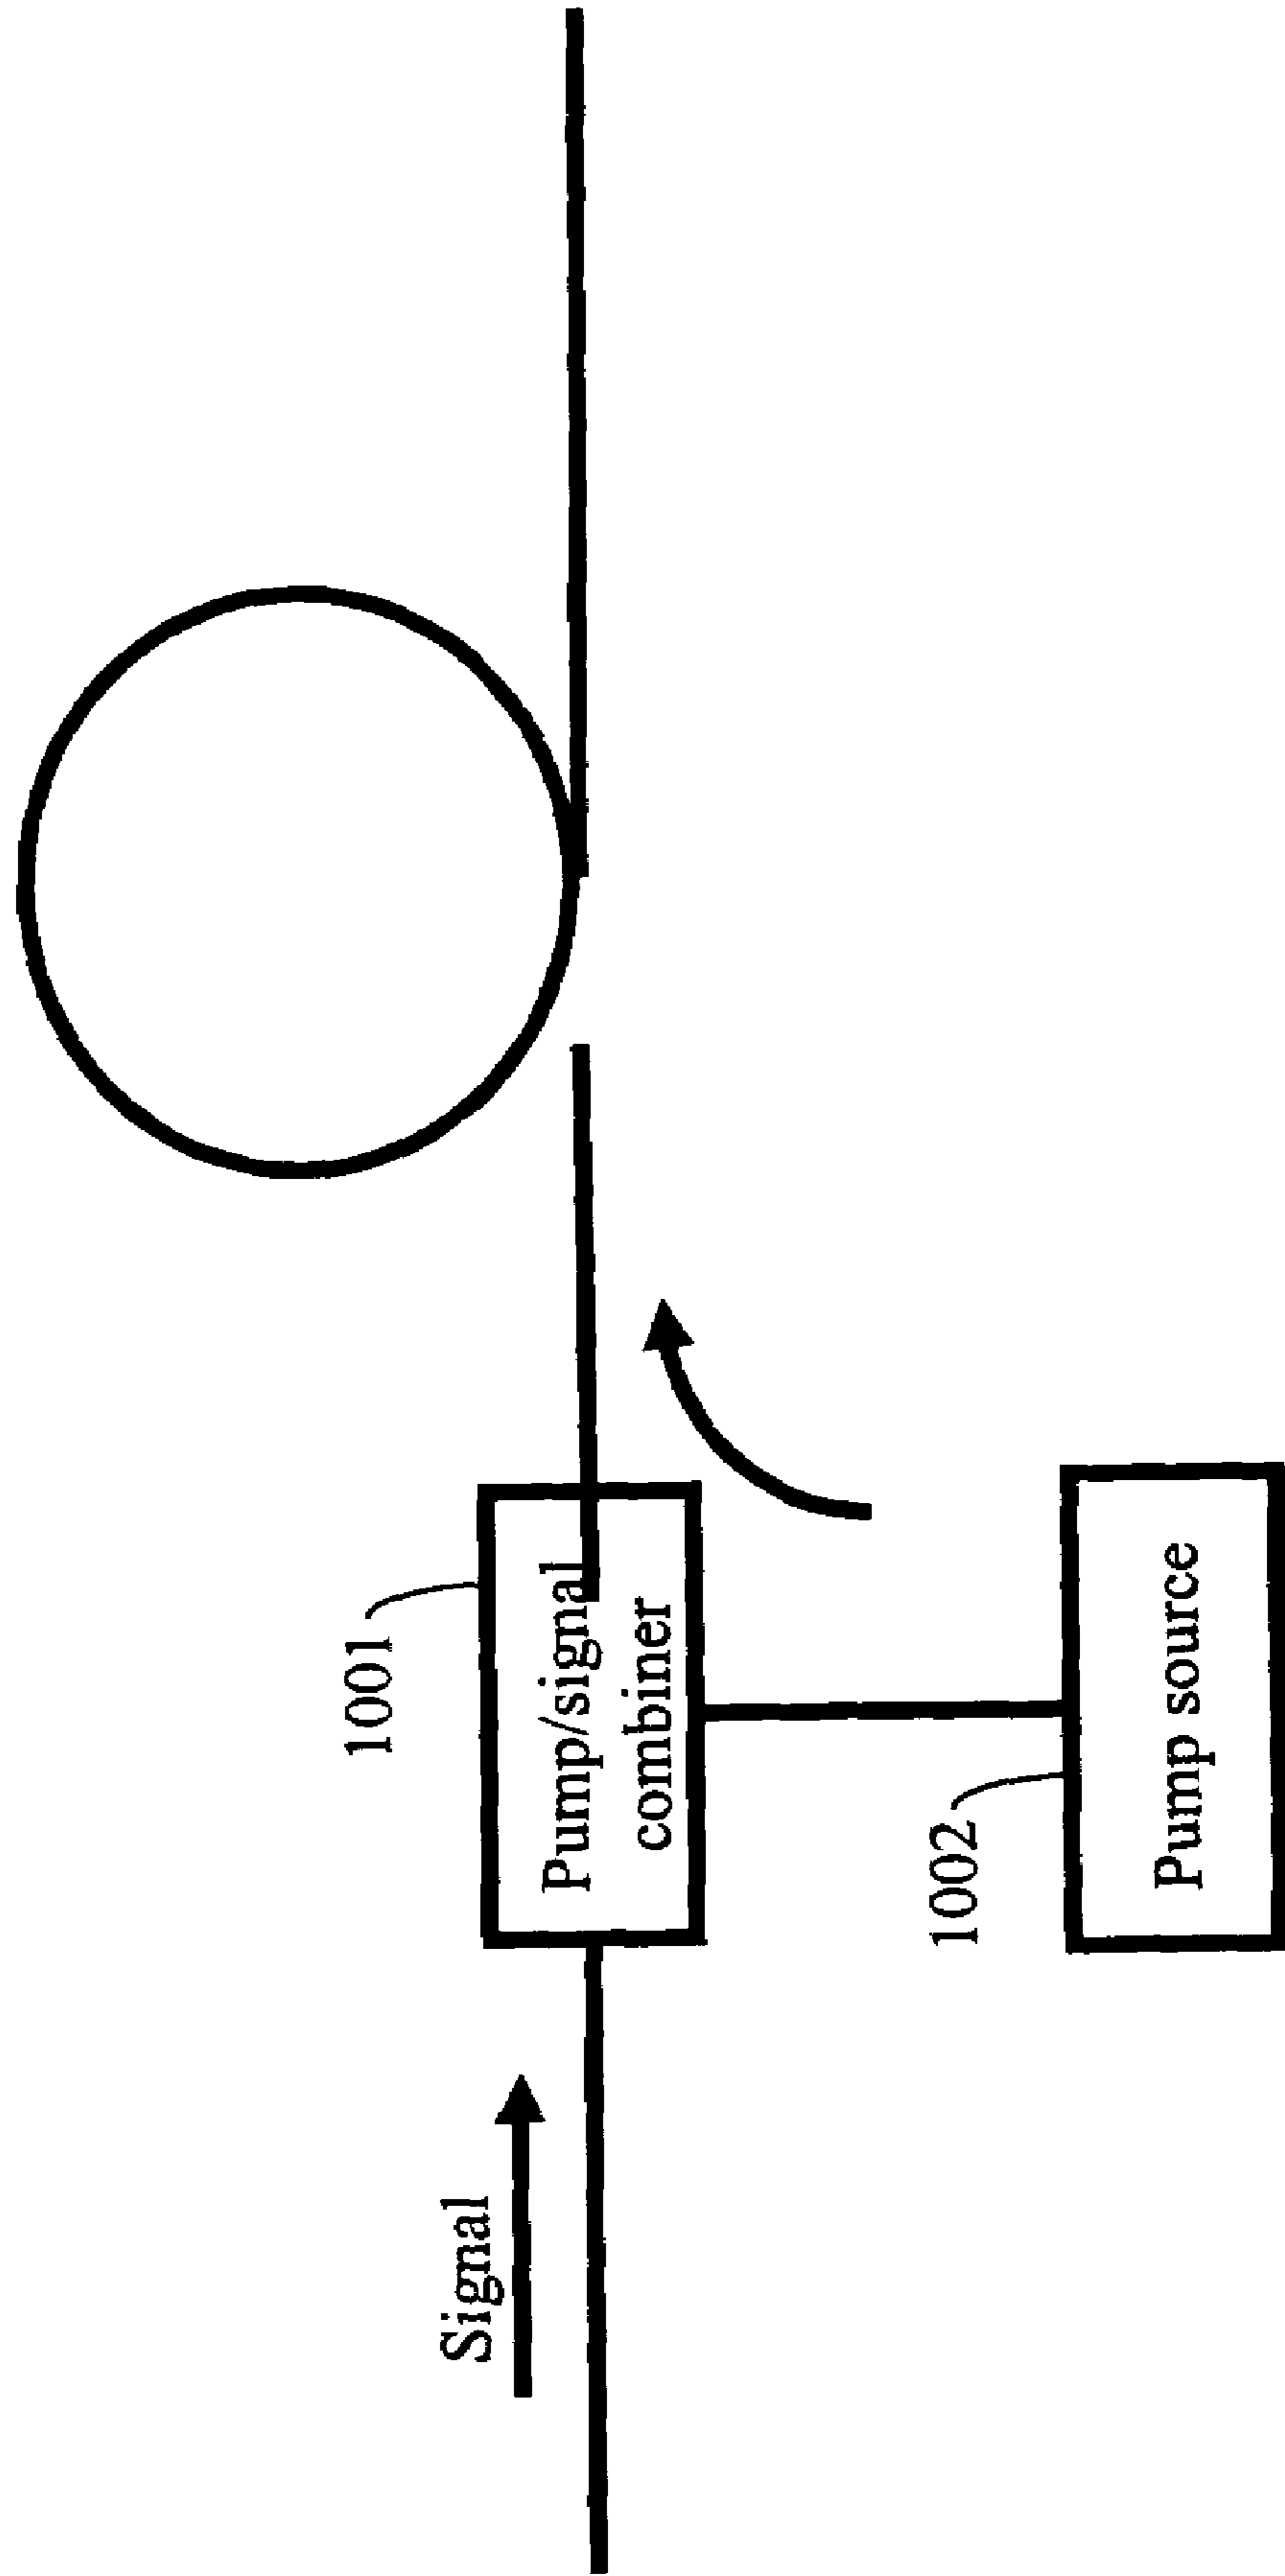 Signal
1001
Pump/signal
combiner
1002
Pump source